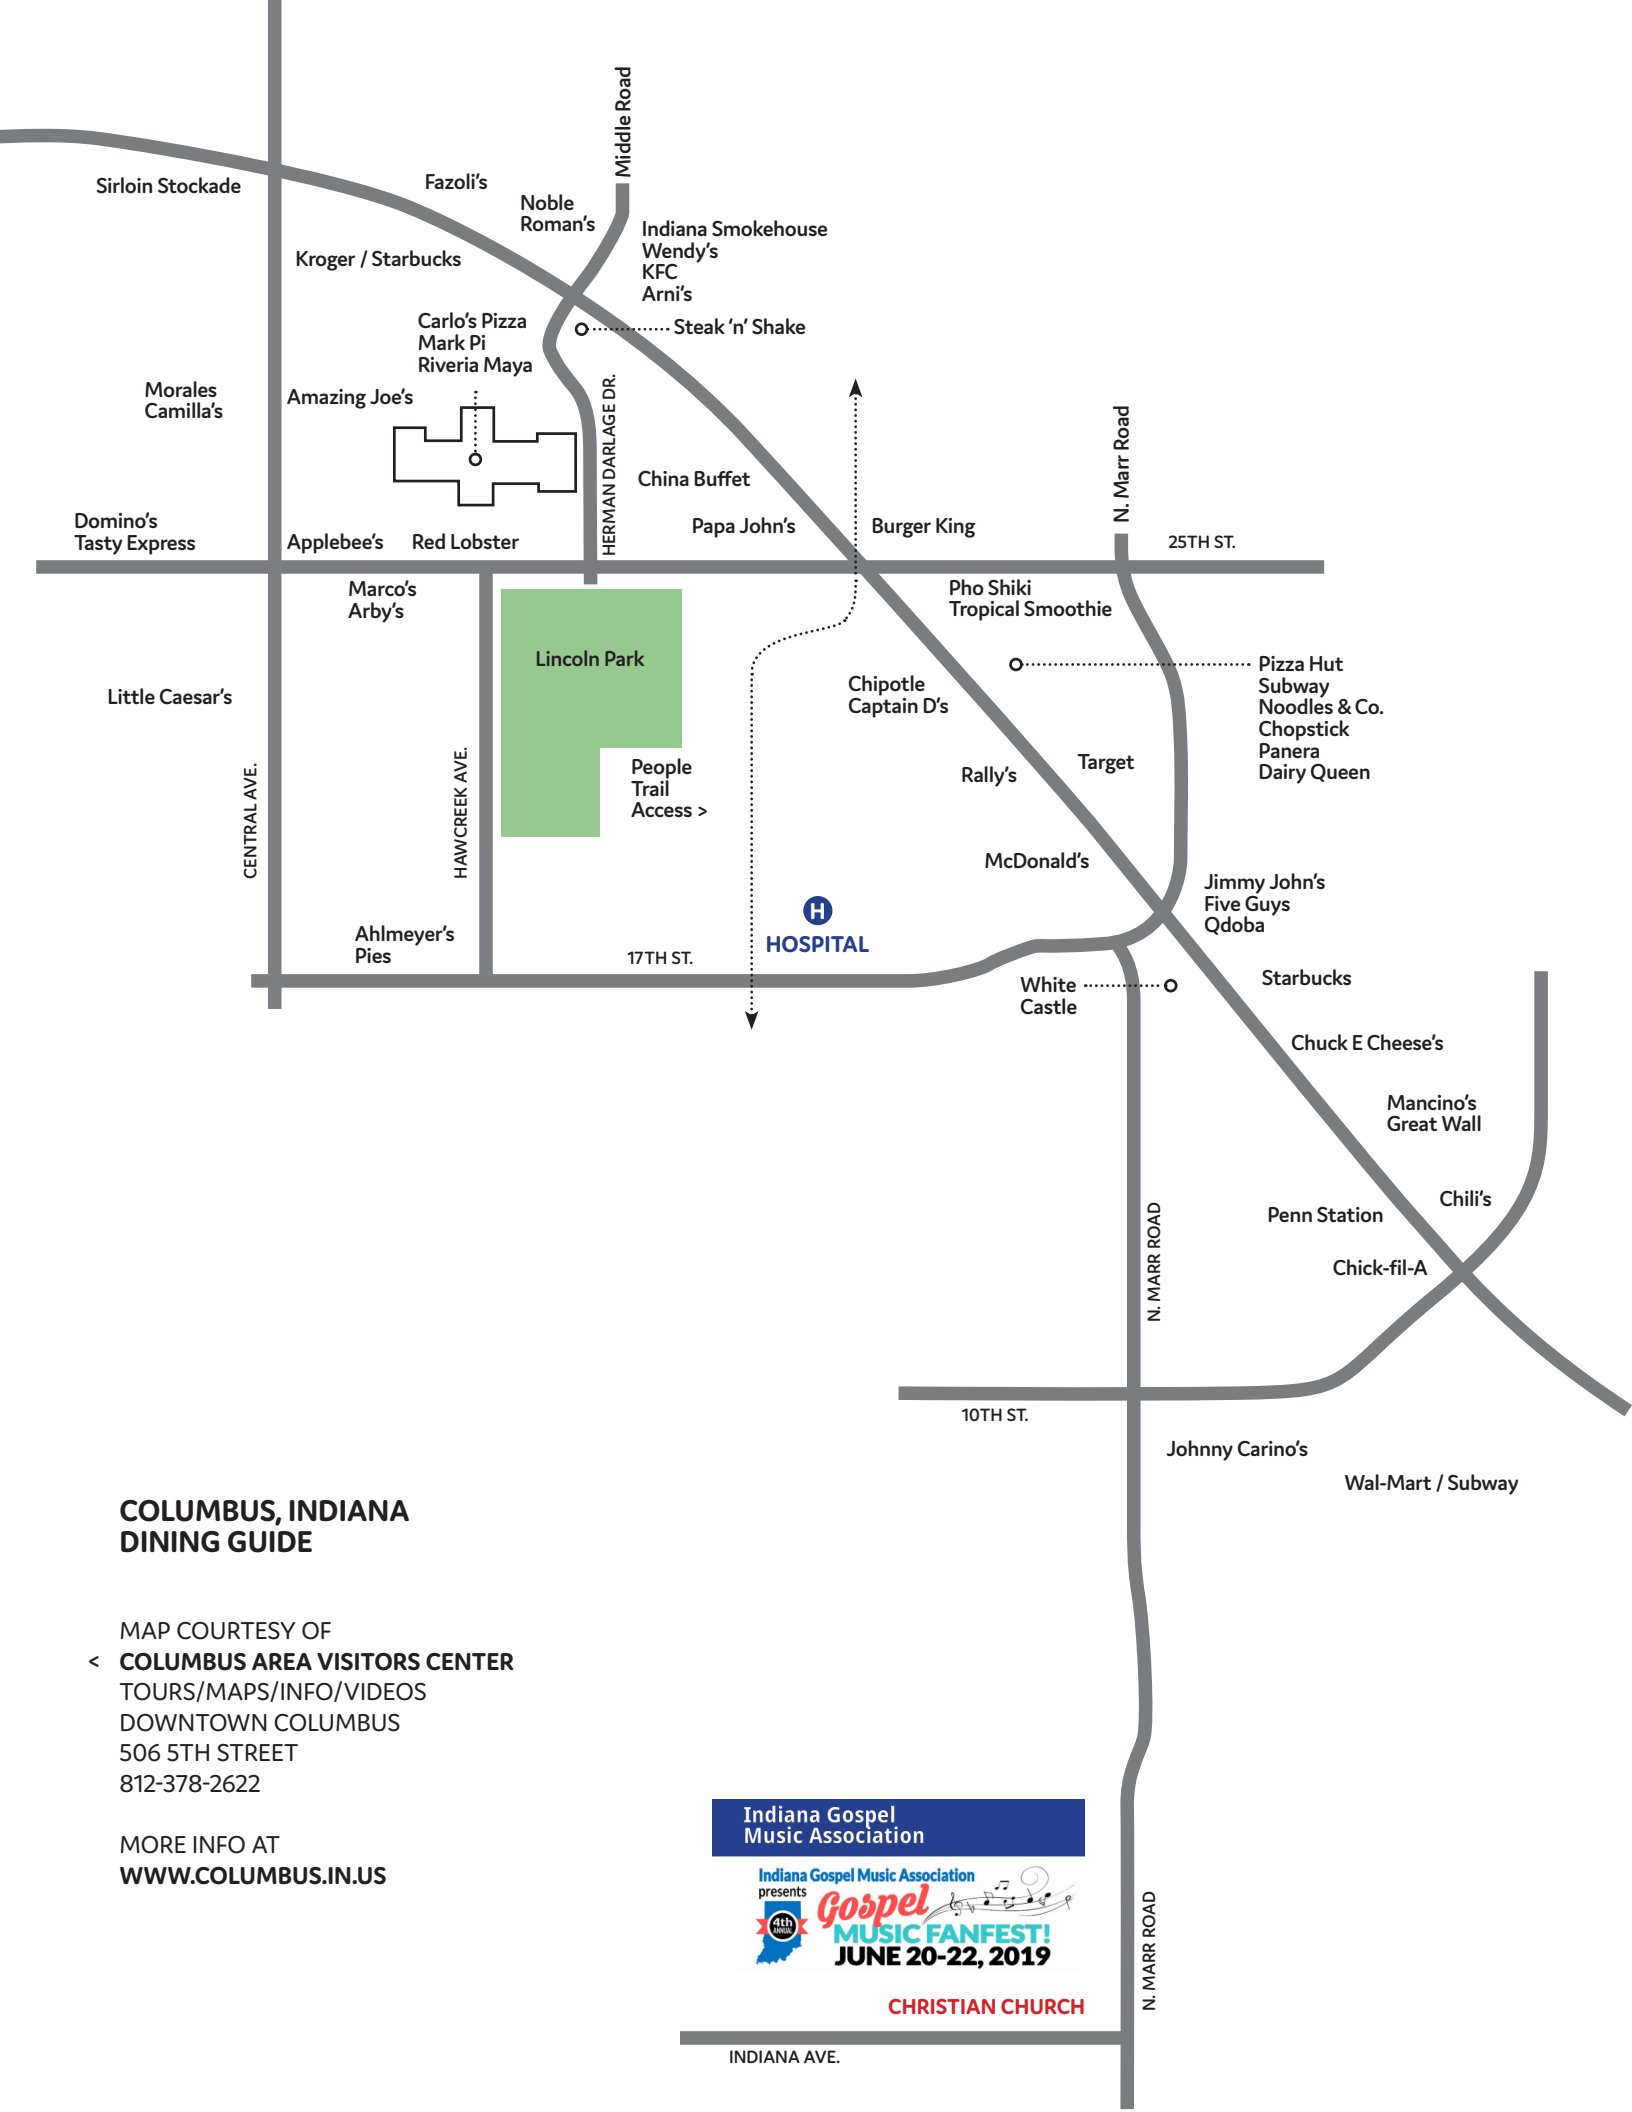 Middle Road
Sirloin Stockade
Fazoli's
Noble
Roman's
Indiana Smokehouse
Wendy's
KFC
Arni's
Kroger / Starbucks
Steak 'n' Shake
Carlo's Pizza
Mark Pi
Riveria Maya
Morales
Camilla's
Amazing Joe's
HERMAN DARLAGE DR.
N. Marr Road
China Buffet
Domino's
Tasty Express
Applebee's
Red Lobster
Papa John's
Burger King
25TH ST.
Marco's
Arby's
Pho Shiki
Tropical Smoothie
Lincoln Park
Little Caesar's
Chipotle
Captain D's
Pizza Hut
Subway
Noodles & Co.
Chopstick
Panera
Dairy Queen
CENTRAL AVE.
HAWCREEK AVE.
People
Trail
Access >
Rally's
Target
McDonald's
Jimmy John's
Five Guys
Qdoba
H
HOSPITAL
Ahlmeyer's
Pies
17TH ST.
White
Castle
Starbucks
Chuck E Cheese's
Mancino's
Great Wall
N. MARR ROAD
Penn Station
Chili's
Chick-fil-A
10TH ST.
Johnny Carino's
Wal-Mart / Subway
COLUMBUS, INDIANA
DINING GUIDE
MAP COURTESY OF
< COLUMBUS AREA VISITORS CENTER
TOURS/MAPS/INFO/VIDEOS
DOWNTOWN COLUMBUS
506 5TH STREET
812-378-2622
MORE INFO AT
WWW.COLUMBUS.IN.US
Indiana Gospel
Music Association
Indiana Gospel Music Association
presents
4th
ANNUAL
Gospel
MUSIC FANFEST!
JUNE 20-22, 2019
CHRISTIAN CHURCH
N. MARR ROAD
INDIANA AVE.